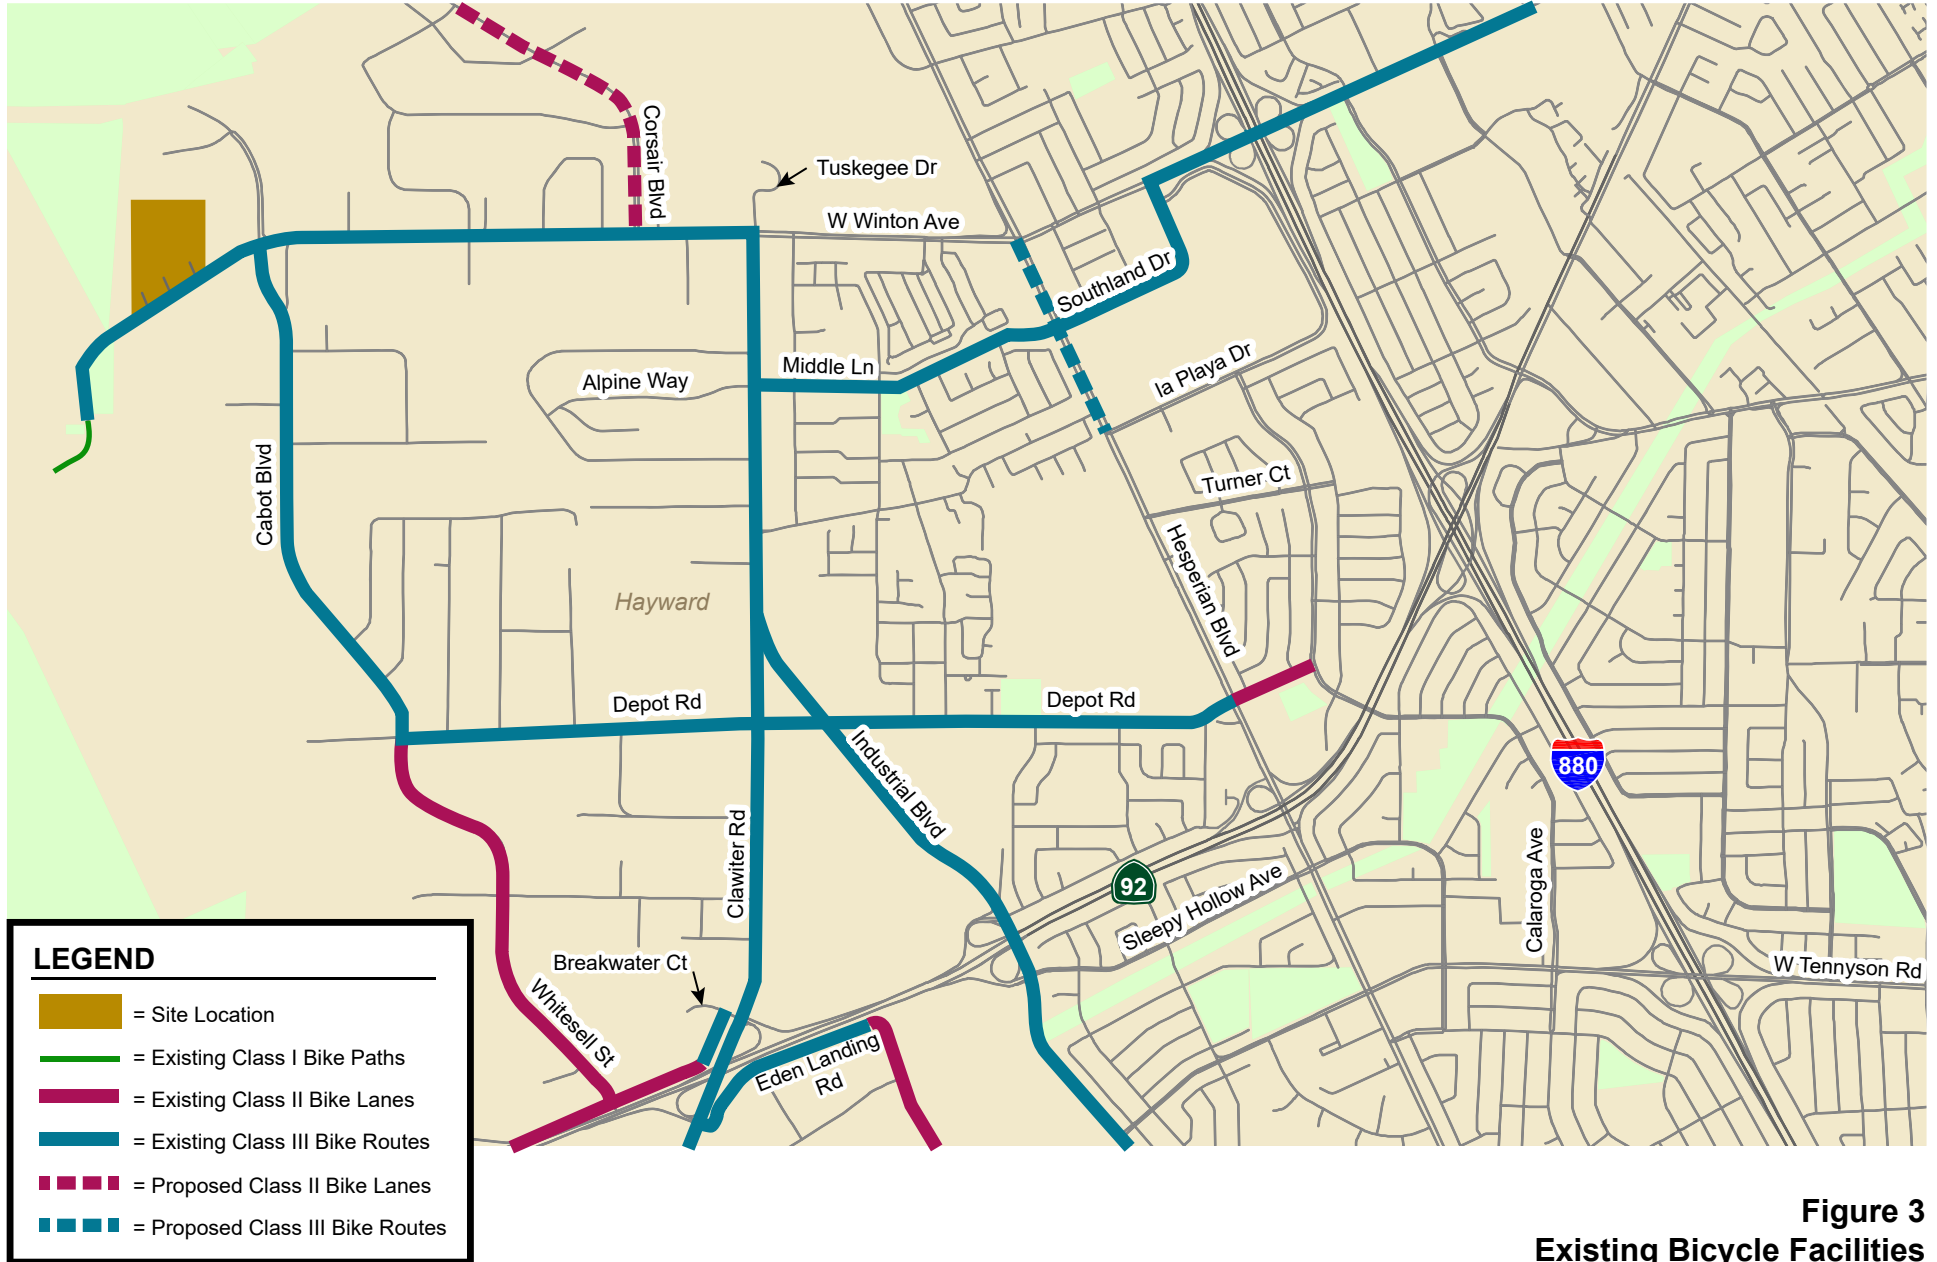 Corsair Blvd
Tuskegee Dr
W Winton Ave
Southland Dr
Middle Ln
Alpine Way
la Playa Dr
Cabot Blvd
Turner Ct
Hesperian Blvd
Hayward
Depot Rd
Depot Rd
Industrial Blvd
880
Clawiter Rd
92
Sleepy Hollow Ave
Calaroga Ave
W Tennyson Rd
Breakwater Ct
Whitesell St
Eden Landing
Rd
LEGEND
= Site Location
= Existing Class I Bike Paths
= Existing Class II Bike Lanes
= Existing Class III Bike Routes
= Proposed Class II Bike Lanes
= Proposed Class III Bike Routes
Figure 3
Existing Bicycle Facilities